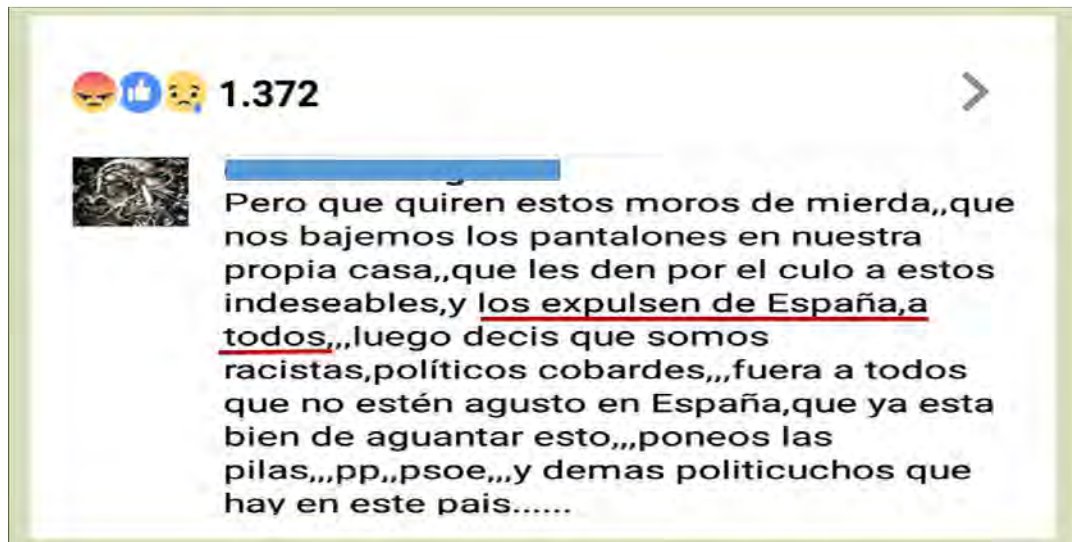 1.372
Pero que quiren estos moros de mierda,,que
nos bajemos los pantalones en nuestra
propia casa,,que les den por el culo a estos
indeseables,y los expulsen de España,a
todos,,,luego decis que somos
racistas,políticos cobardes,,,fuera a todos
que no estén agusto en España,que ya esta
bien de aguantar esto,,,poneos las
pilas,,,pp,,psoe,,,y demas politicuchos que
hay en este pais......